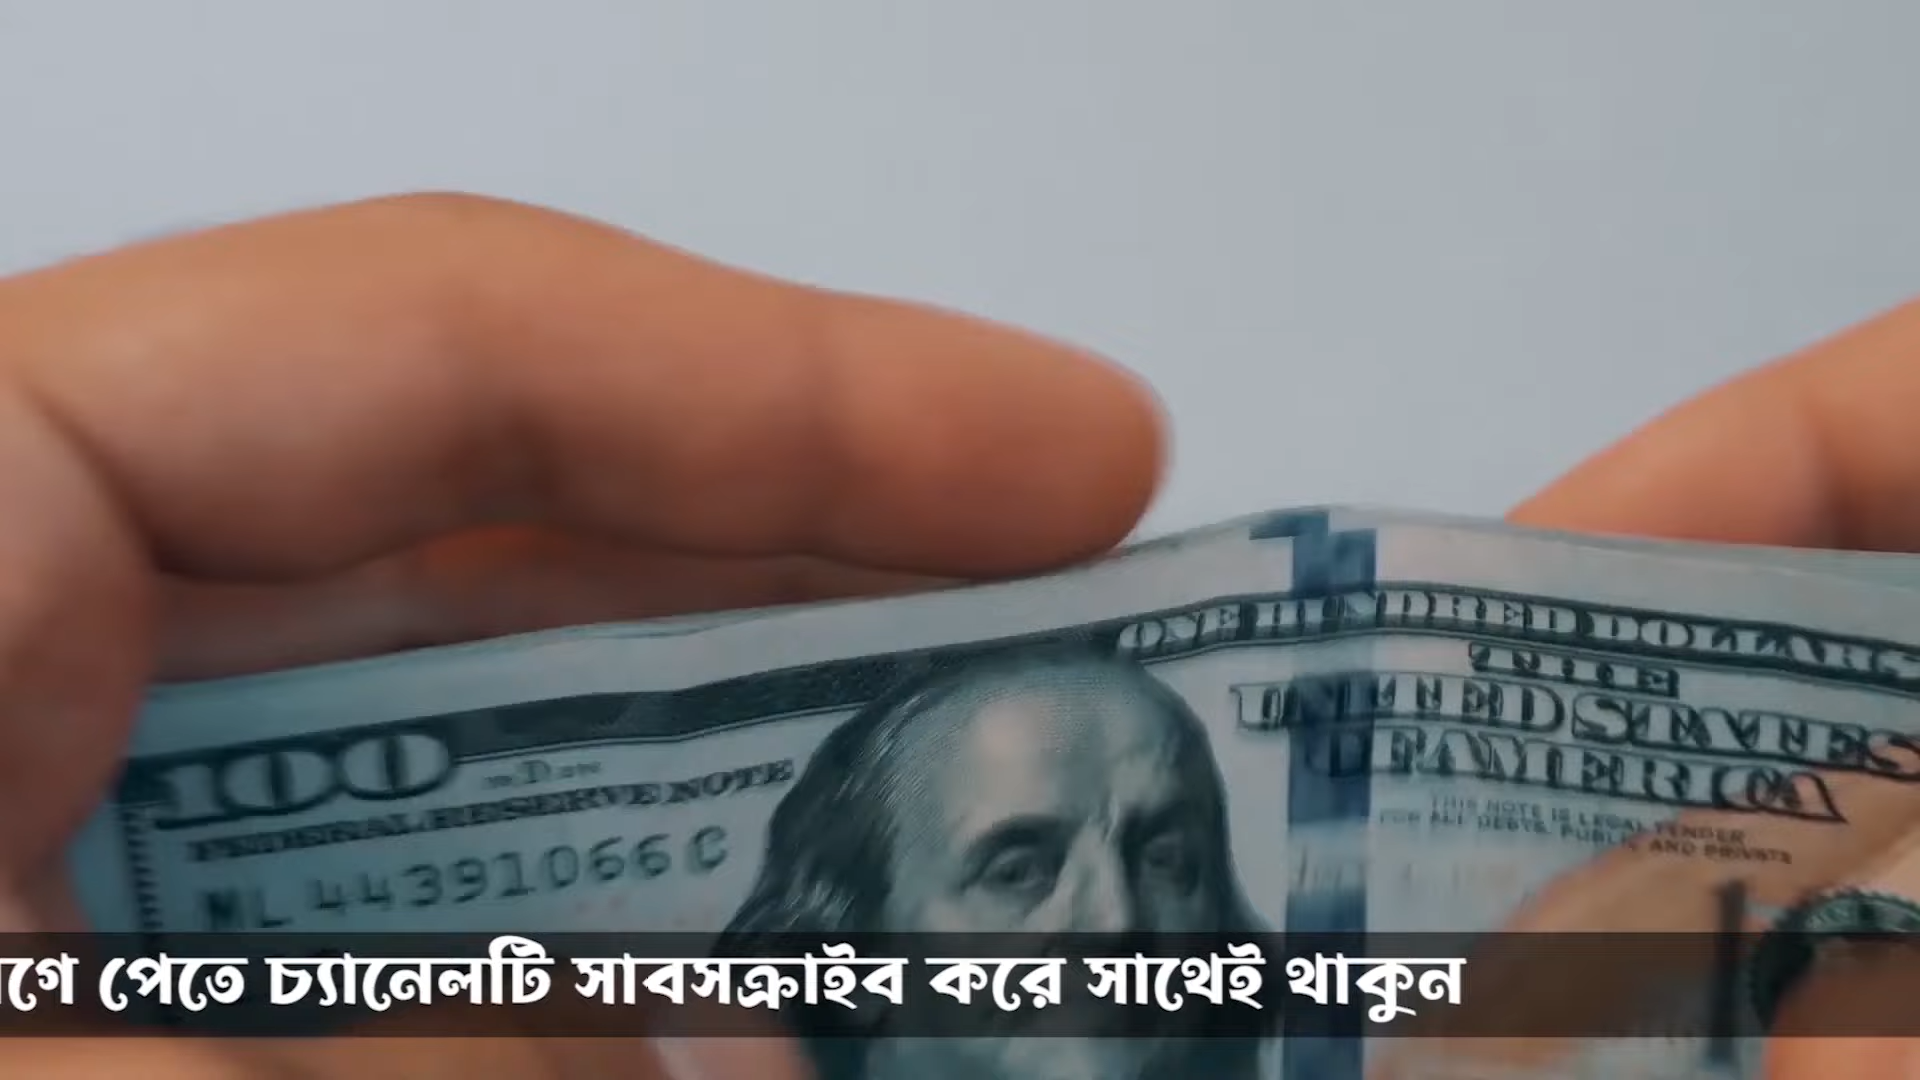 ONE HUNDRED DOLLARS
THE
UNITED STATES
OF AMERICA
100
FEDERAL RESERVE NOTE
THIS NOTE IS LEGAL TENDER
FOR ALL DEBTS, PUBLIC AND PRIVATE
ML 44391066 C
পেতে চ্যানেলটি সাবসক্রাইব করে সাথেই থাকুন